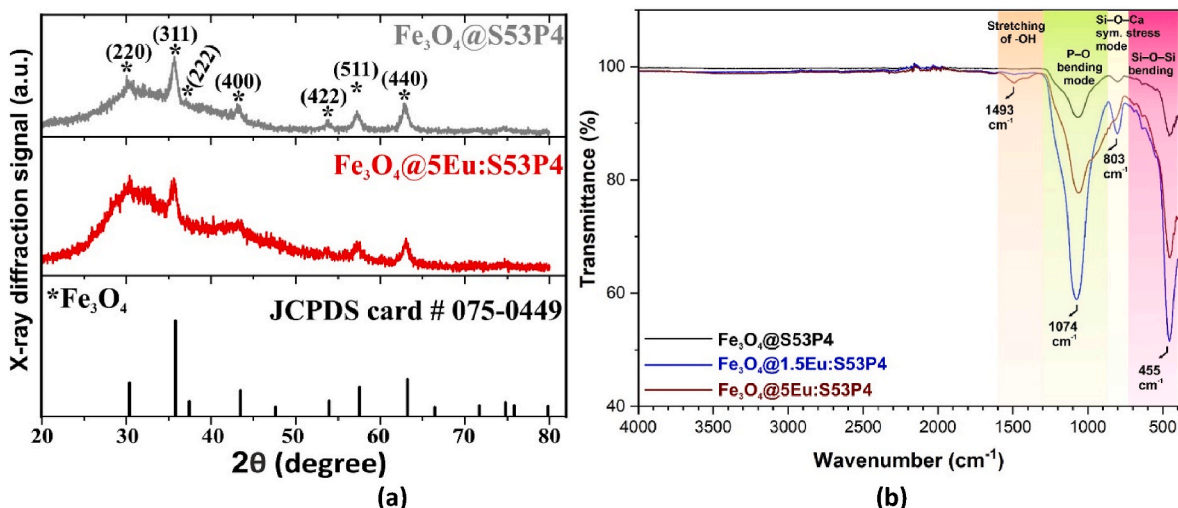 X-ray diffraction signal (a.u.)
Fe₃O₄@S53P4
(220)
*
(311)
*
*
(222)
(400)
*
(422)
*
(511)
*
(440)
*
Fe₃O₄@5Eu:S53P4
*Fe₃O₄
JCPDS card # 075-0449
20 30 40 50 60 70 80
2θ (degree)
(a)
Transmittance (%)
100
80
60
40
Stretching
of -OH
P–O
bending
mode
Si–O–Ca
sym. stress
mode
Si–O–Si
bending
1493
cm⁻¹
803
cm⁻¹
1074
cm⁻¹
455
cm⁻¹
Fe₃O₄@S53P4
Fe₃O₄@1.5Eu:S53P4
Fe₃O₄@5Eu:S53P4
4000 3500 3000 2500 2000 1500 1000 500
Wavenumber (cm⁻¹)
(b)